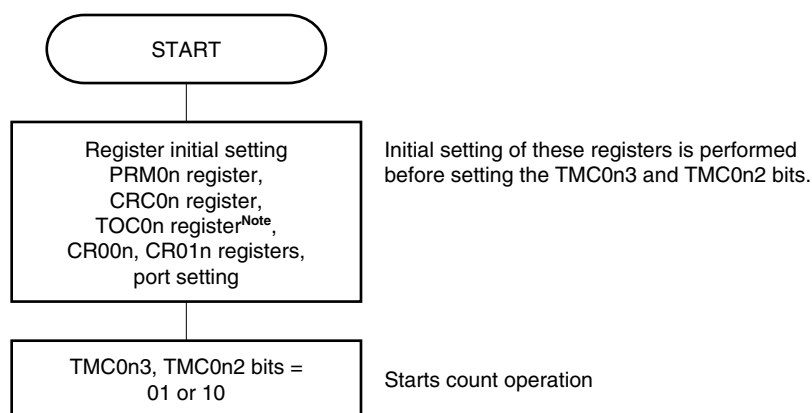 START
Register initial setting
PRM0n register,
CRC0n register,
TOC0n registerNote,
CR00n, CR01n registers,
port setting
Initial setting of these registers is performed
before setting the TMC0n3 and TMC0n2 bits.
TMC0n3, TMC0n2 bits =
01 or 10
Starts count operation